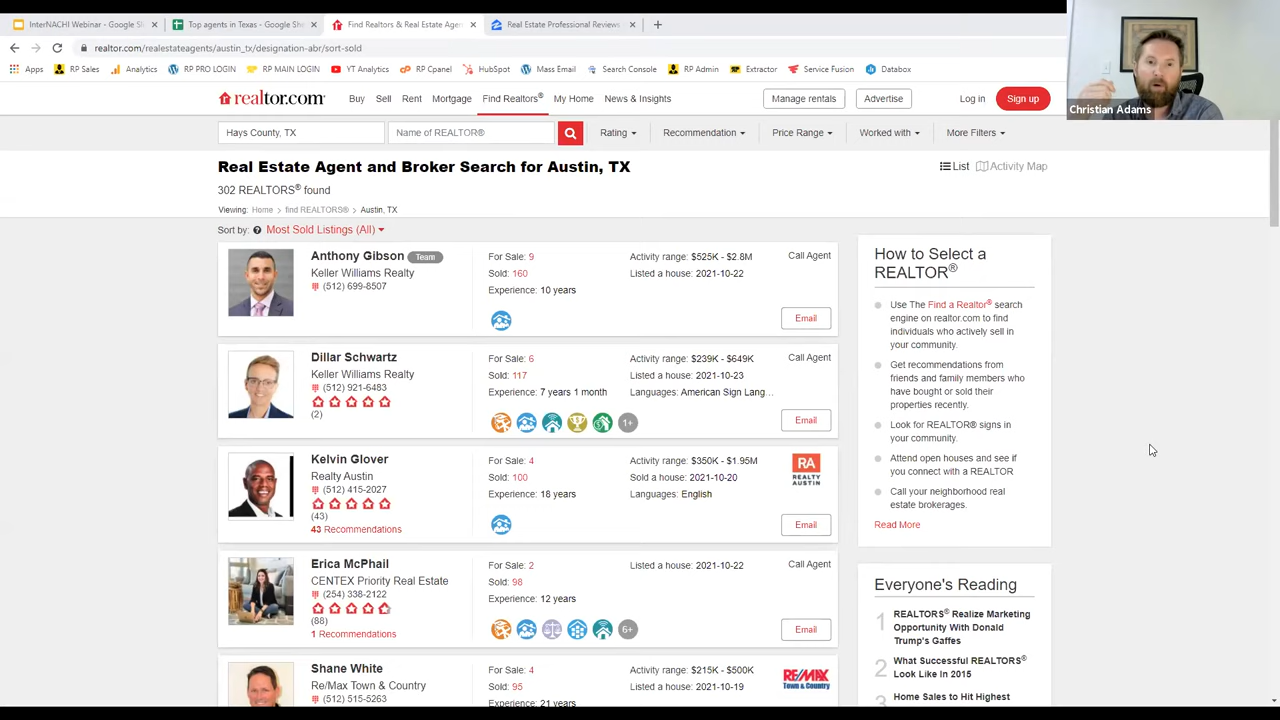 InterNACHI Webinar - Google Sl
Top agents in Texas - Google She
Find Realtors & Real Estate Agen
Real Estate Professional Reviews
realtor.com/realestateagents/austin_tx/designation-abr/sort-sold
Apps
RP Sales
Analytics
RP PRO LOGIN
RP MAIN LOGIN
YT Analytics
RP Cpanel
HubSpot
Mass Email
Search Console
RP Admin
Extractor
Service Fusion
Databox
Christian Adams
realtor.com®
Buy
Sell
Rent
Mortgage
Find Realtors®
My Home
News & Insights
Manage rentals
Advertise
Log in
Sign up
Hays County, TX
Name of REALTOR®
Rating
Recommendation
Price Range
Worked with
More Filters
Real Estate Agent and Broker Search for Austin, TX
List
Activity Map
302 REALTORS® found
Viewing: Home > find REALTORS® > Austin, TX
Sort by: ? Most Sold Listings (All)
Anthony Gibson Team
Keller Williams Realty
(512) 699-8507
For Sale: 9
Sold: 160
Experience: 10 years
Activity range: $525K - $2.8M
Listed a house: 2021-10-22
Call Agent
Email
Dillar Schwartz
Keller Williams Realty
(512) 921-6483
(2)
For Sale: 6
Sold: 117
Experience: 7 years 1 month
1+
Activity range: $239K - $649K
Listed a house: 2021-10-23
Languages: American Sign Lang...
Call Agent
Email
Kelvin Glover
Realty Austin
(512) 415-2027
(43)
43 Recommendations
For Sale: 4
Sold: 100
Experience: 18 years
Activity range: $350K - $1.95M
Sold a house: 2021-10-20
Languages: English
RA
REALTY
AUSTIN
Email
Erica McPhail
CENTEX Priority Real Estate
(254) 338-2122
(88)
1 Recommendations
For Sale: 2
Sold: 98
Experience: 12 years
6+
Listed a house: 2021-10-22
Call Agent
Email
Shane White
Re/Max Town & Country
(512) 515-5263
For Sale: 4
Sold: 95
Experience: 21 years
Activity range: $215K - $500K
Listed a house: 2021-10-19
RE/MAX
Town & Country
How to Select a
REALTOR®
Use The Find a Realtor® search
engine on realtor.com to find
individuals who actively sell in
your community.
Get recommendations from
friends and family members who
have bought or sold their
properties recently.
Look for REALTOR® signs in
your community.
Attend open houses and see if
you connect with a REALTOR
Call your neighborhood real
estate brokerages.
Read More
Everyone's Reading
1 REALTORS® Realize Marketing
Opportunity With Donald
Trump's Gaffes
2 What Successful REALTORS®
Look Like In 2015
3 Home Sales to Hit Highest